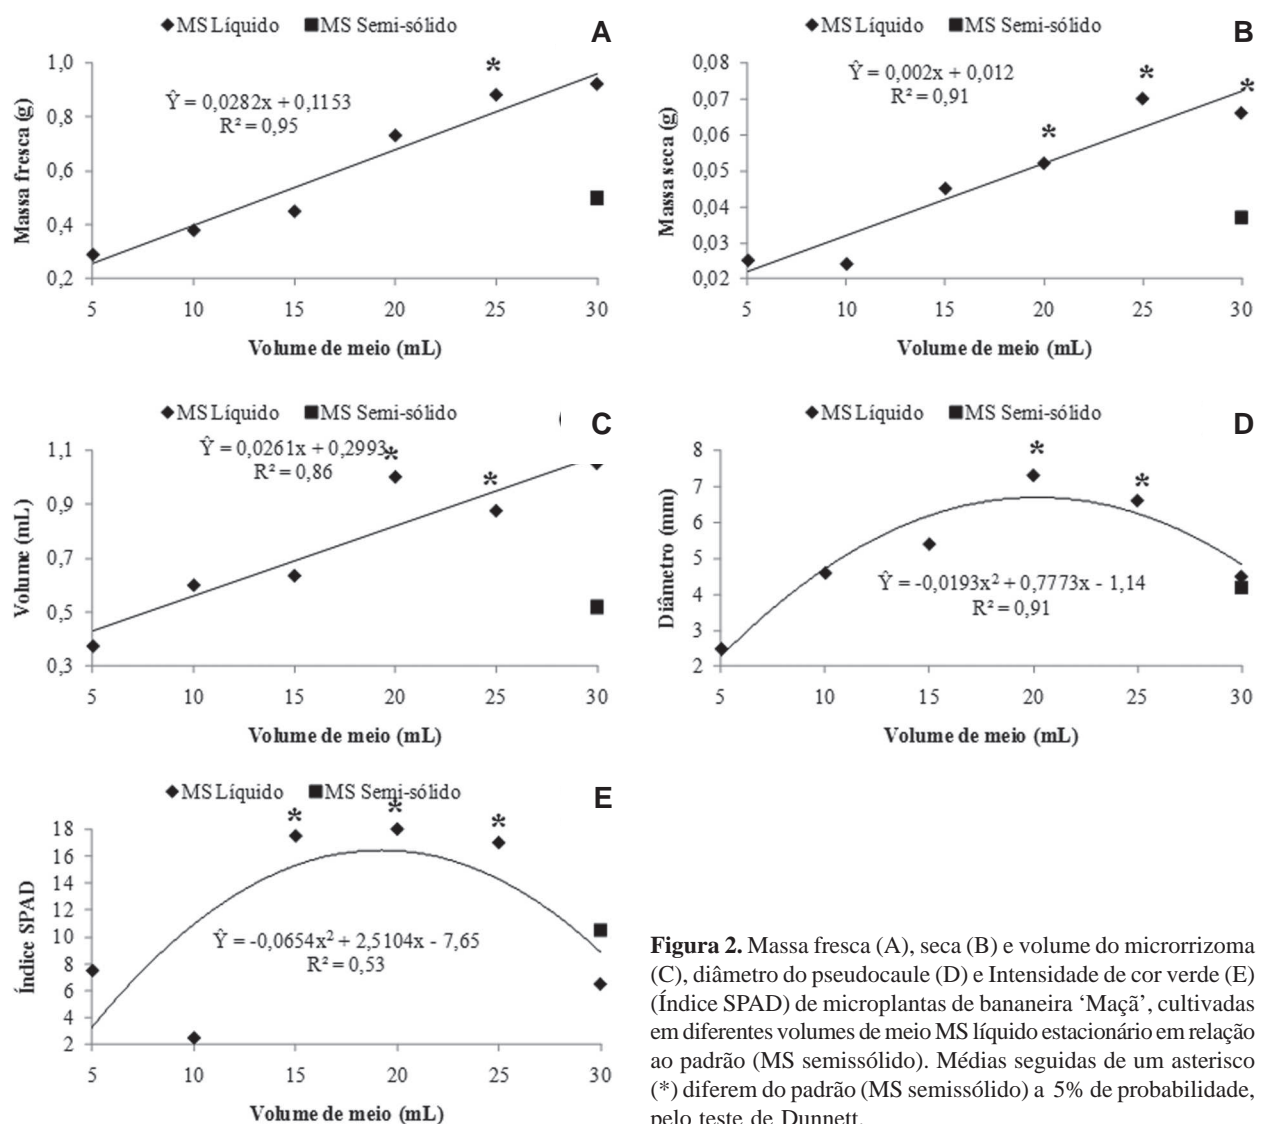 MS Líquido MS Semi-sólido A
1,0
0,8
0,6
0,4
0,2
Massa fresca (g)
Ŷ = 0,0282x + 0,1153
R² = 0,95
*
5 10 15 20 25 30
Volume de meio (mL)
MS Líquido MS Semi-sólido B
0,08
0,07
0,06
0,05
0,04
0,03
0,02
Massa seca (g)
Ŷ = 0,002x + 0,012
R² = 0,91
* * *
5 10 15 20 25 30
Volume de meio (mL)
MS Líquido MS Semi-sólido C
1,1
0,9
0,7
0,5
0,3
Volume (mL)
Ŷ = 0,0261x + 0,2993
R² = 0,86
* *
5 10 15 20 25 30
Volume de meio (mL)
MS Líquido MS Semi-sólido D
8
7
6
5
4
3
2
Diâmetro (mm)
Ŷ = -0,0193x² + 0,7773x - 1,14
R² = 0,91
* *
5 10 15 20 25 30
Volume de meio (mL)
MS Líquido MS Semi-sólido E
18
16
14
12
10
8
6
4
2
Índice SPAD
Ŷ = -0,0654x² + 2,5104x - 7,65
R² = 0,53
* * *
5 10 15 20 25 30
Volume de meio (mL)
Figura 2. Massa fresca (A), seca (B) e volume do microrrizoma
(C), diâmetro do pseudocaule (D) e Intensidade de cor verde (E)
(Índice SPAD) de microplantas de bananeira ‘Maçã’, cultivadas
em diferentes volumes de meio MS líquido estacionário em relação
ao padrão (MS semissólido). Médias seguidas de um asterisco
(*) diferem do padrão (MS semissólido) a 5% de probabilidade,
pelo teste de Dunnett.